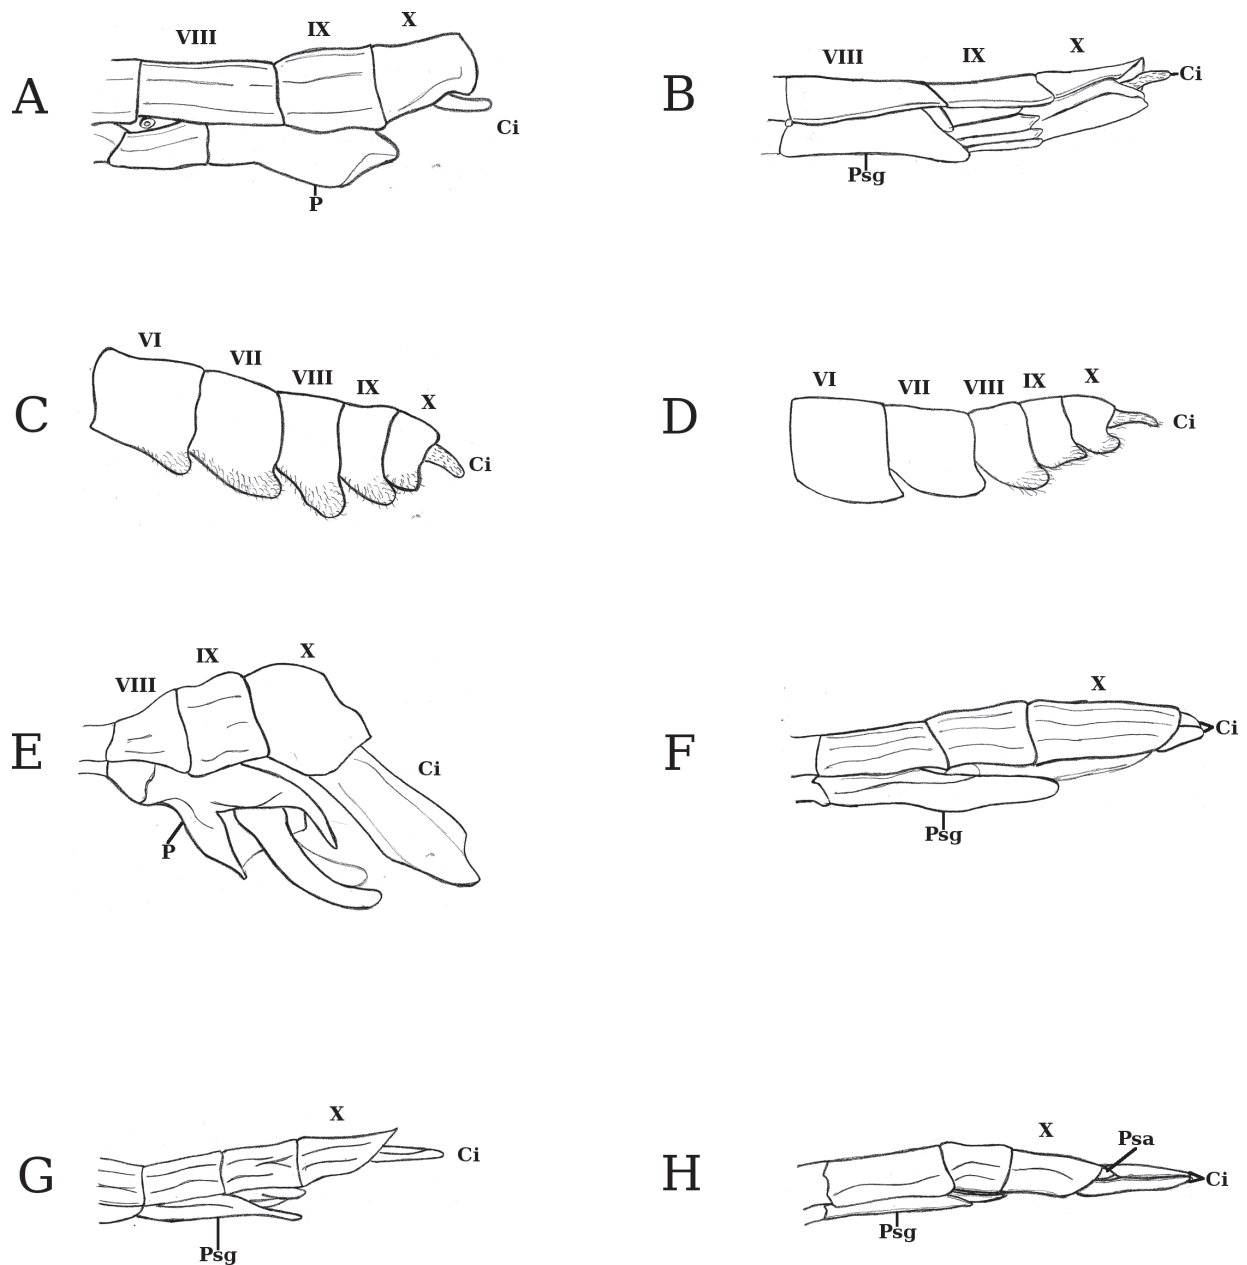 A VIII IX X Ci P
B VIII IX X Ci Psg
C VI VII VIII IX X Ci
D VI VII VIII IX X Ci
E VIII IX X Ci P
F X Ci Psg
G X Ci Psg
H X Psa Ci Psg